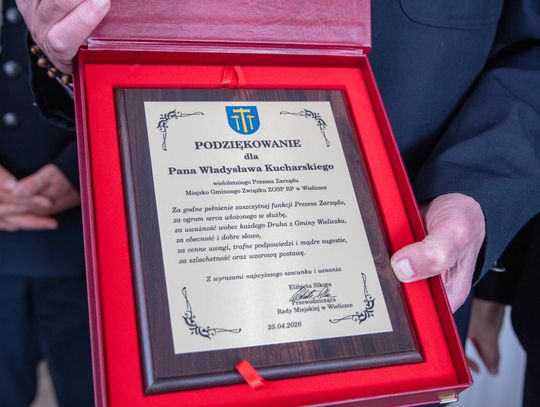 PODZIĘKOWANIE
dla
Pana Władysława Kucharskiego
wieloletniego Prezesa Zarządu
Miejsko Gminnego Związku ZOSP RP w Wieliczce
Za godne pełnienie zaszczytnej funkcji Prezesa Zarządu,
za ogrom serca włożonego w służbę,
za uważność wobec każdego Druha z Gminy Wieliczka,
za obecność i dobre słowo,
za cenne uwagi, trafne podpowiedzi i mądre sugestie,
za szlachetność oraz wzorową postawę.
Z wyrazami najwyższego szacunku i uznania
Elżbieta Sikora
Przewodnicząca
Rady Miejskiej w Wieliczce
25.04.2026